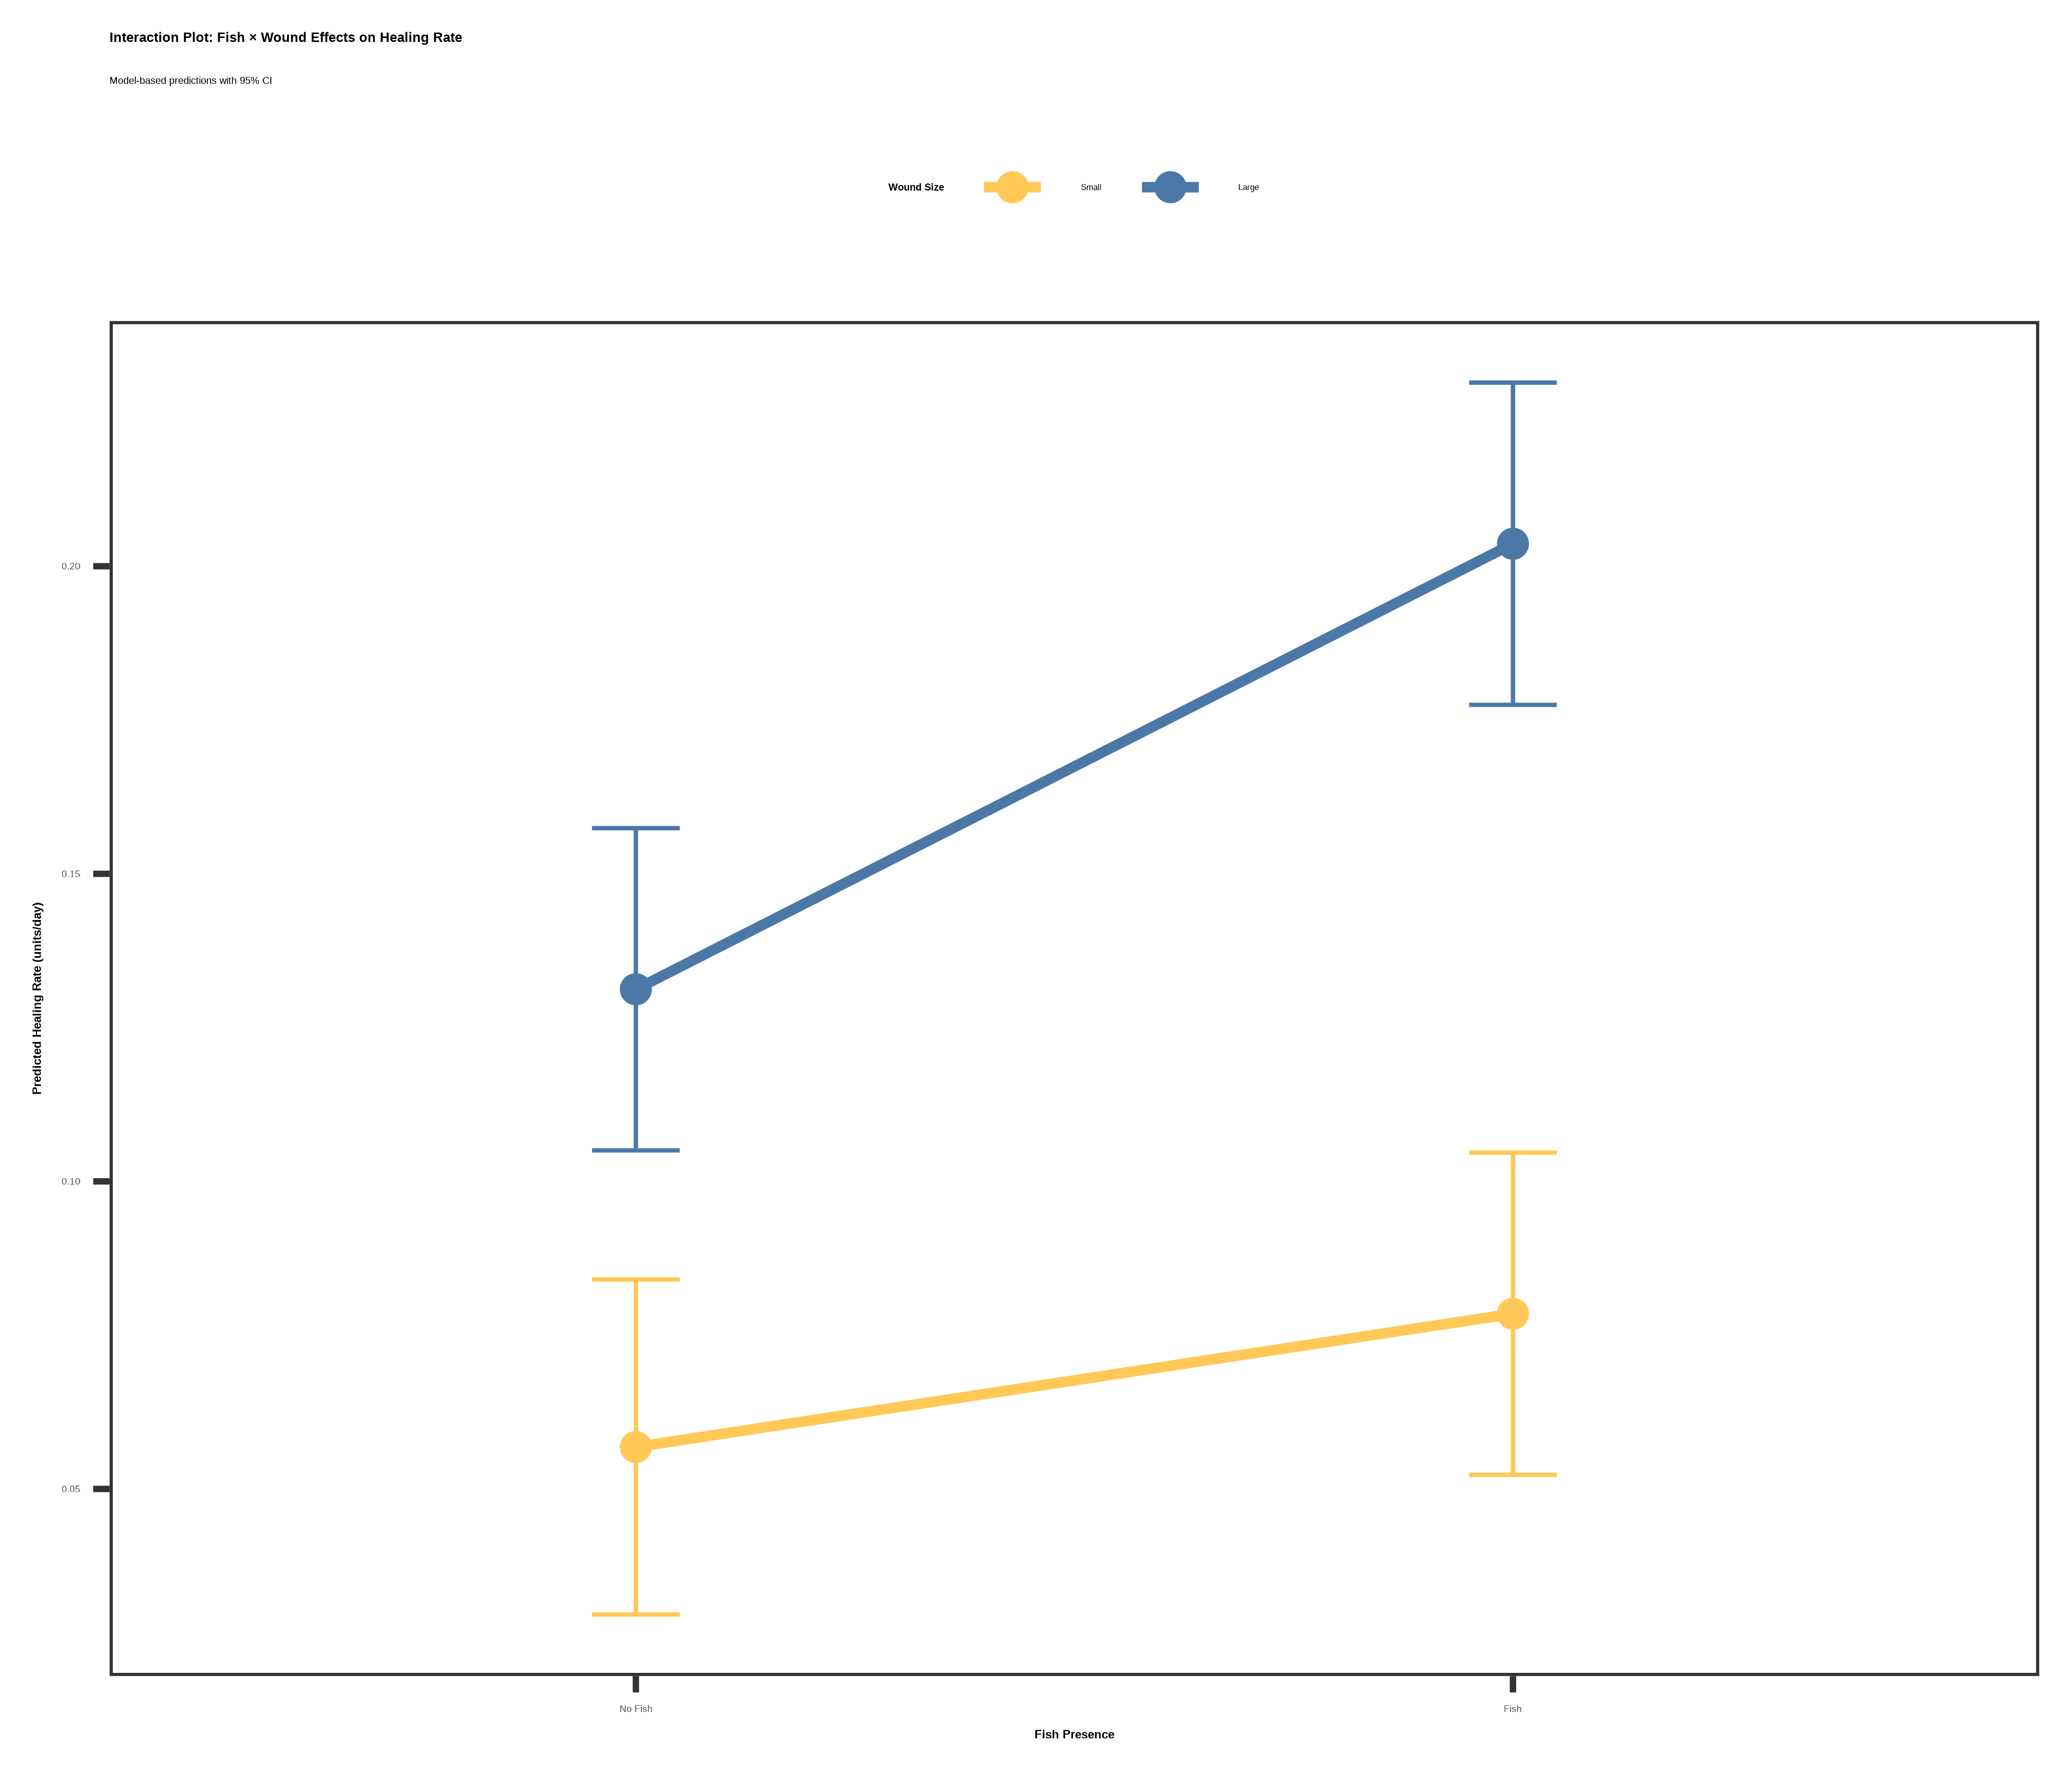 Interaction Plot: Fish × Wound Effects on Healing Rate
Model-based predictions with 95% CI
Wound Size
Small
Large
Predicted Healing Rate (units/day)
0.20
0.15
0.10
0.05
No Fish
Fish
Fish Presence